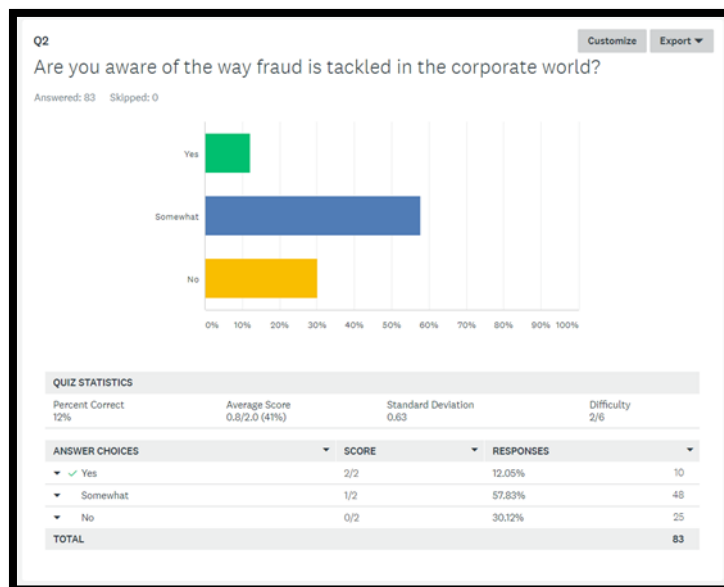 Q2
Customize
Export
Are you aware of the way fraud is tackled in the corporate world?
Answered: 83 Skipped: 0
Yes
Somewhat
No
0% 10% 20% 30% 40% 50% 60% 70% 80% 90% 100%
QUIZ STATISTICS
Percent Correct Average Score Standard Deviation Difficulty
12% 0.8/2.0 (41%) 0.63 2/6
ANSWER CHOICES SCORE RESPONSES
Yes 2/2 12.05% 10
Somewhat 1/2 57.83% 48
No 0/2 30.12% 25
TOTAL 83